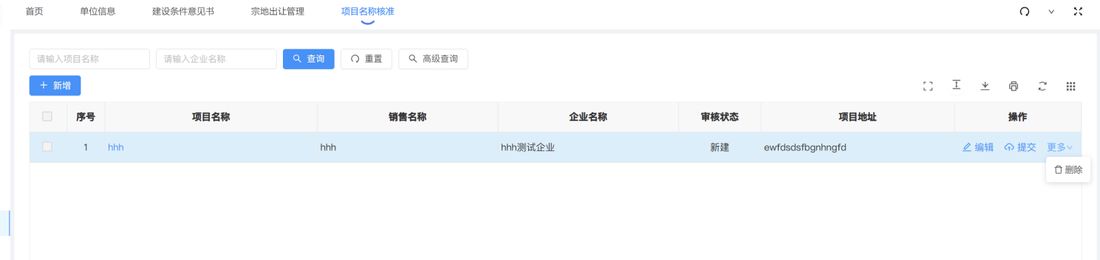 首页 单位信息 建设条件意见书 宗地出让管理 项目名称核准
请输入项目名称 请输入企业名称 查询 重置 高级查询
新增
序号 项目名称 销售名称 企业名称 审核状态 项目地址 操作
1 hhh hhh hhh测试企业 新建 ewfdsdsfbgnhngfd 编辑 提交 更多
删除